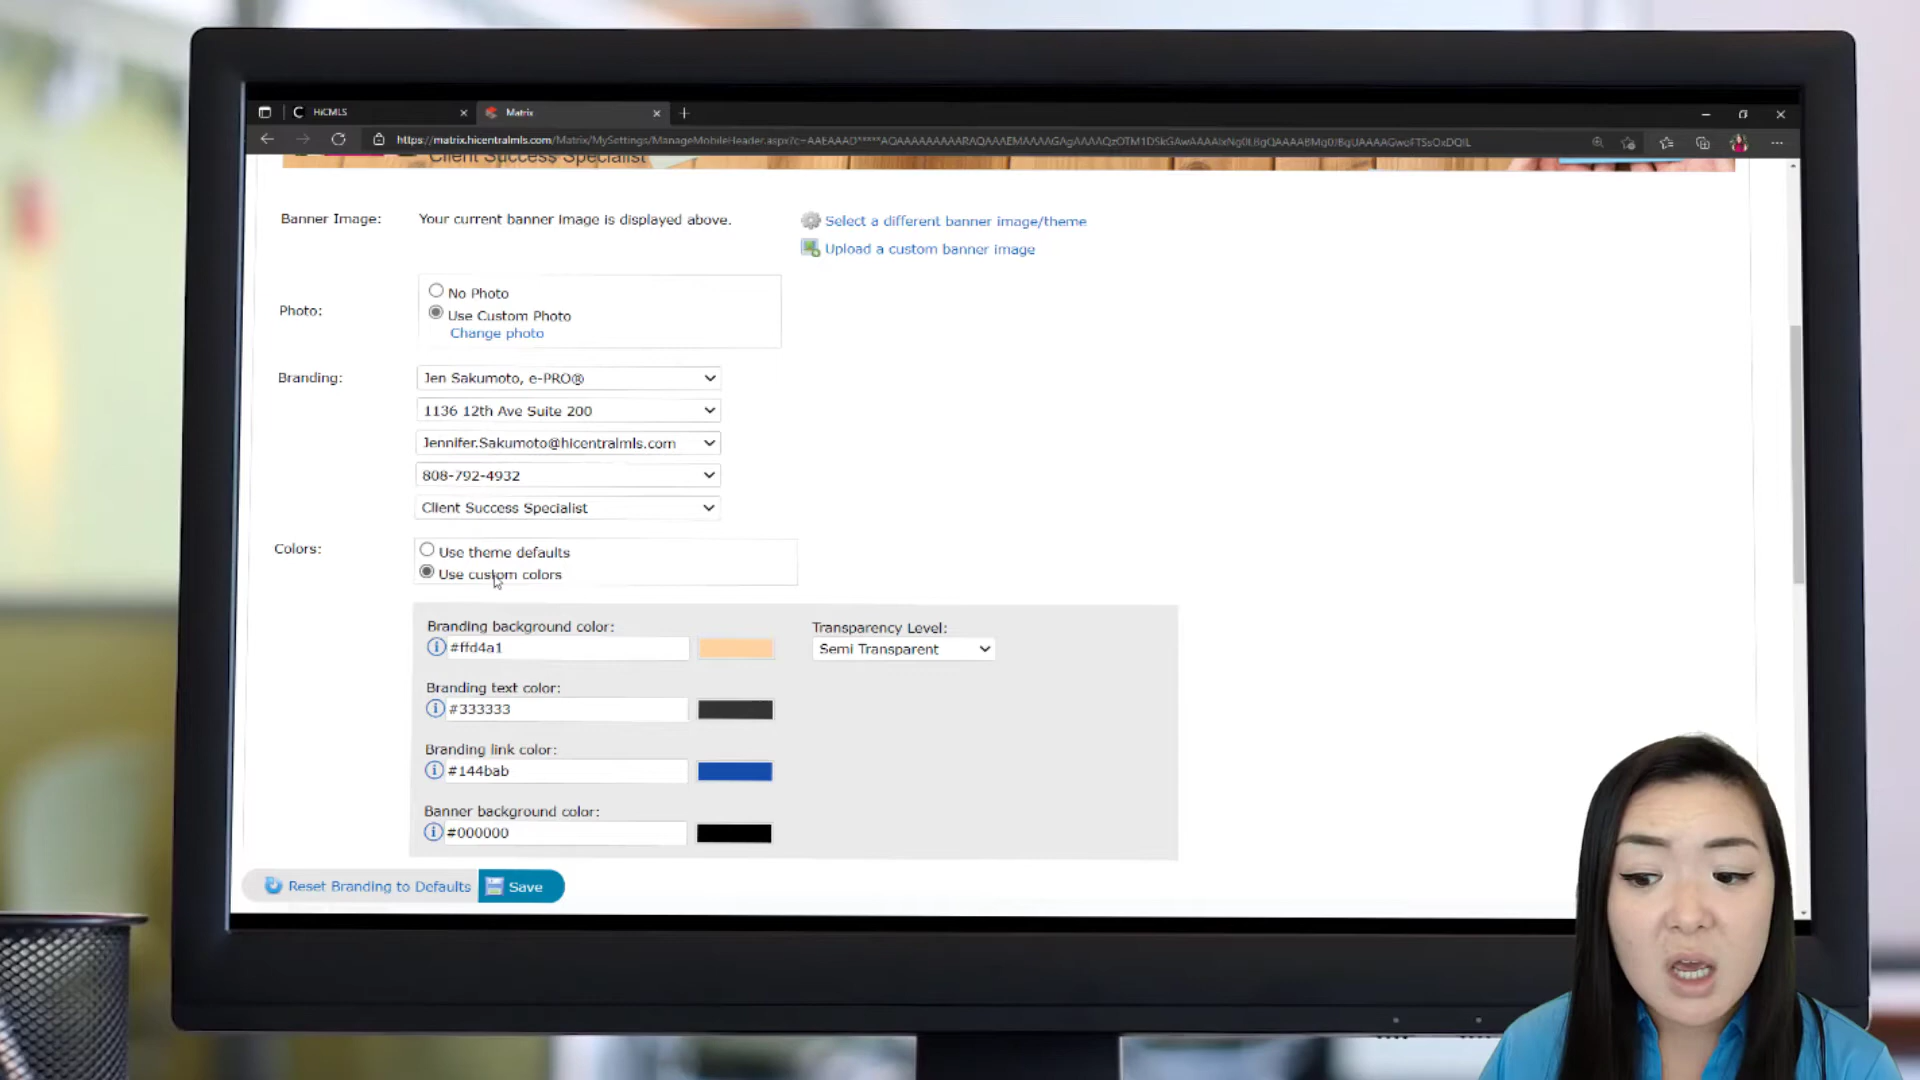 HiCMLS
Matrix
Client Success Specialist
Banner Image:
Your current banner image is displayed above.
Select a different banner image/theme
Upload a custom banner image
Photo:
No Photo
Use Custom Photo
Change photo
Branding:
Jen Sakumoto, e-PRO®
1136 12th Ave Suite 200
Jennifer.Sakumoto@hicentralmls.com
808-792-4932
Client Success Specialist
Colors:
Use theme defaults
Use custom colors
Branding background color:
#ffd4a1
Transparency Level:
Semi Transparent
Branding text color:
#333333
Branding link color:
#144bab
Banner background color:
#000000
Reset Branding to Defaults
Save